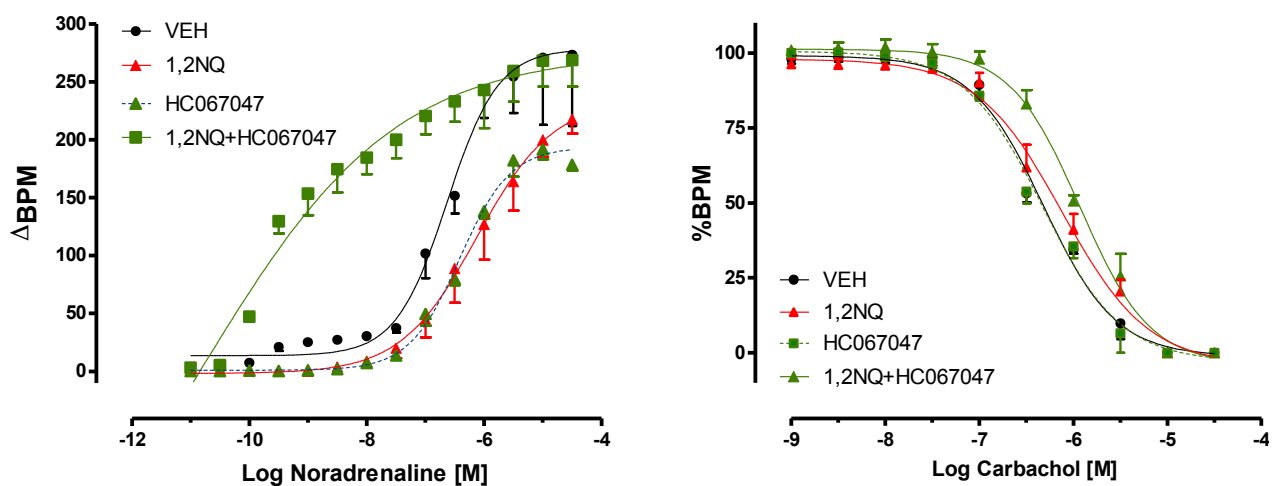 300
250
200
150
100
50
0
ΔBPM
VEH
1,2NQ
HC067047
1,2NQ+HC067047
-12 -10 -8 -6 -4
Log Noradrenaline [M]
100
75
50
25
0
%BPM
VEH
1,2NQ
HC067047
1,2NQ+HC067047
-9 -8 -7 -6 -5 -4
Log Carbachol [M]